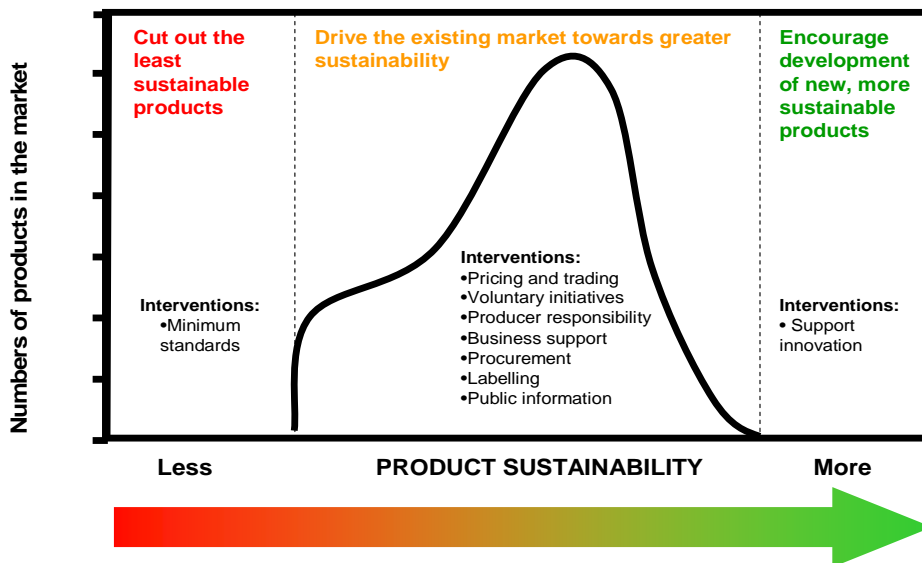 Numbers of products in the market
Cut out the
least
sustainable
products
Drive the existing market towards greater
sustainability
Encourage
development
of new, more
sustainable
products
Interventions:
•Minimum
standards
Interventions:
•Pricing and trading
•Voluntary initiatives
•Producer responsibility
•Business support
•Procurement
•Labelling
•Public information
Interventions:
• Support
innovation
Less
PRODUCT SUSTAINABILITY
More